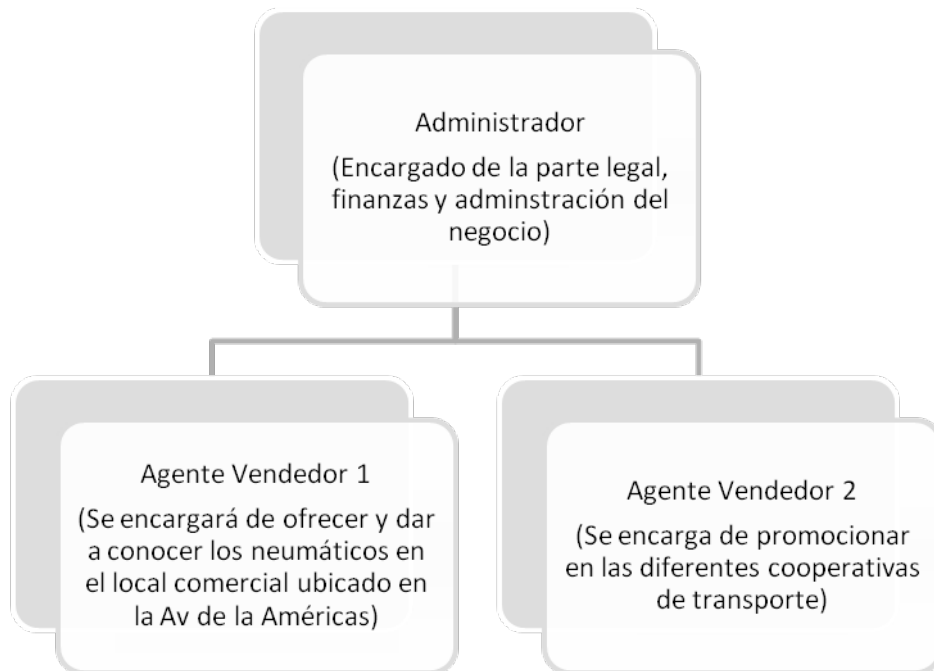 Administrador
(Encargado de la parte legal,
finanzas y adminstración del
negocio)
Agente Vendedor 1
(Se encargará de ofrecer y dar
a conocer los neumáticos en
el local comercial ubicado en
la Av de la Américas)
Agente Vendedor 2
(Se encarga de promocionar
en las diferentes cooperativas
de transporte)